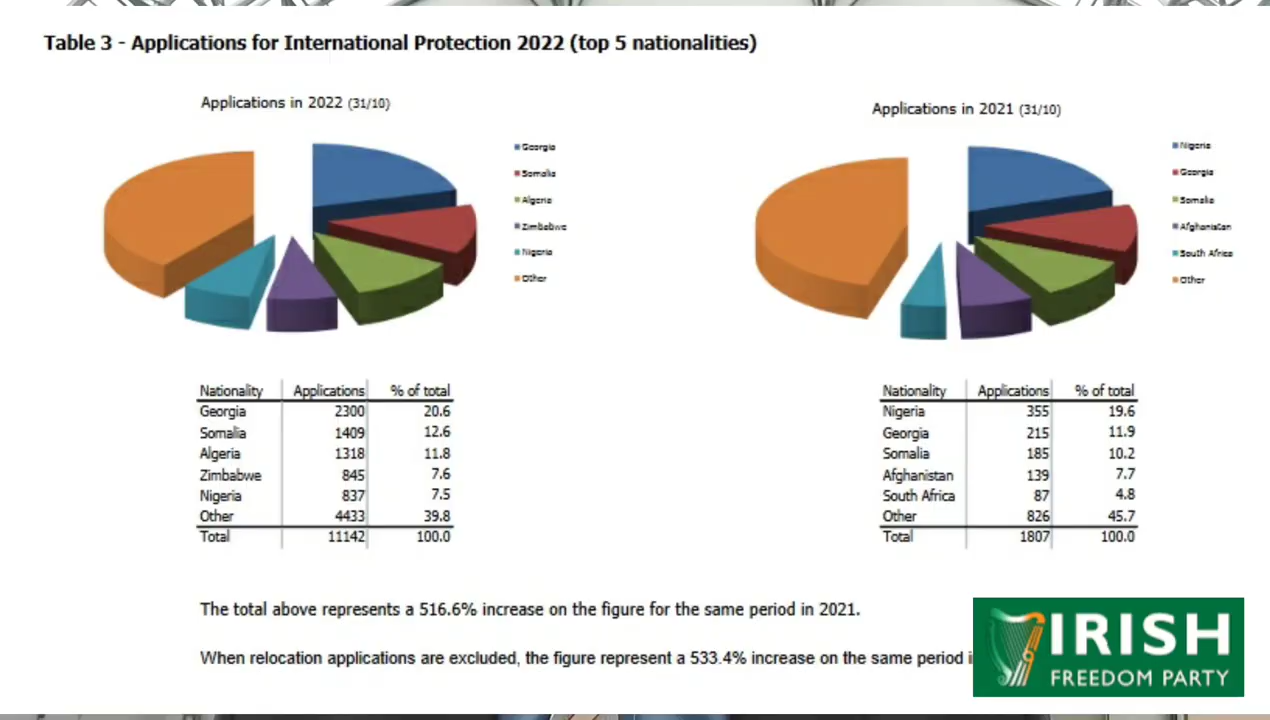 Table 3 - Applications for International Protection 2022 (top 5 nationalities)
Applications in 2022 (31/10)
Georgia
Somalia
Algeria
Zimbabwe
Nigeria
Other
Applications in 2021 (31/10)
Nigeria
Georgia
Somalia
Afghanistan
South Africa
Other
Nationality Applications % of total
Georgia 2300 20.6
Somalia 1409 12.6
Algeria 1318 11.8
Zimbabwe 845 7.6
Nigeria 837 7.5
Other 4433 39.8
Total 11142 100.0
Nationality Applications % of total
Nigeria 355 19.6
Georgia 215 11.9
Somalia 185 10.2
Afghanistan 139 7.7
South Africa 87 4.8
Other 826 45.7
Total 1807 100.0
The total above represents a 516.6% increase on the figure for the same period in 2021.
When relocation applications are excluded, the figure represent a 533.4% increase on the same period
IRISH
FREEDOM PARTY